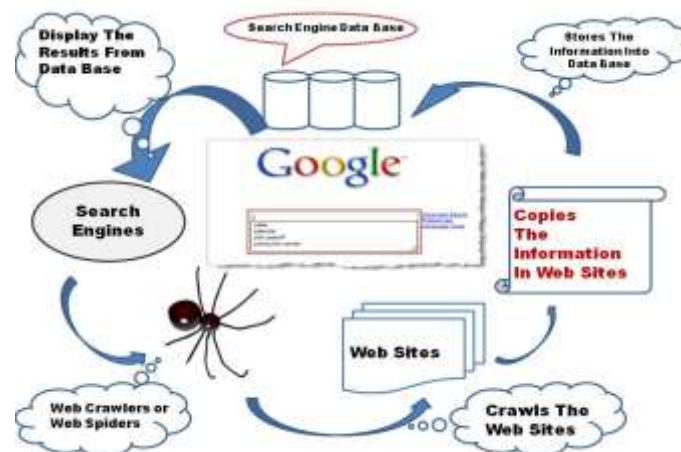 Display The
Results From
Data Base
Search Engine Data Base
Stores The
Information Into
Data Base
Google
Search
Engines
Copies
The
Information
In Web Sites
Web Sites
Web Crawlers or
Web Spiders
Crawls The
Web Sites